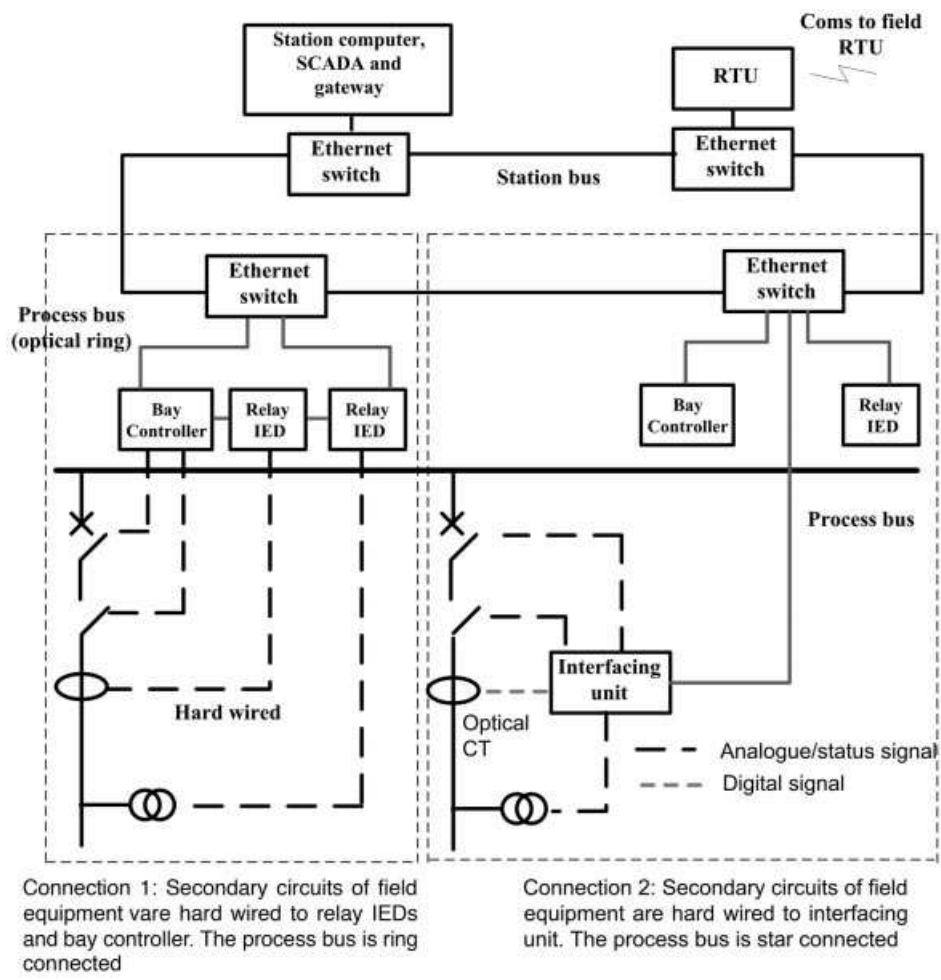 Station computer,
SCADA and
gateway
RTU
Coms to field
RTU
Ethernet
switch
Station bus
Ethernet
switch
Ethernet
switch
Ethernet
switch
Process bus
(optical ring)
Bay
Controller
Relay
IED
Relay
IED
Bay
Controller
Relay
IED
Process bus
Hard wired
Interfacing
unit
Optical
CT
Analogue/status signal
Digital signal
Connection 1: Secondary circuits of field
equipment vare hard wired to relay IEDs
and bay controller. The process bus is ring
connected
Connection 2: Secondary circuits of field
equipment are hard wired to interfacing
unit. The process bus is star connected